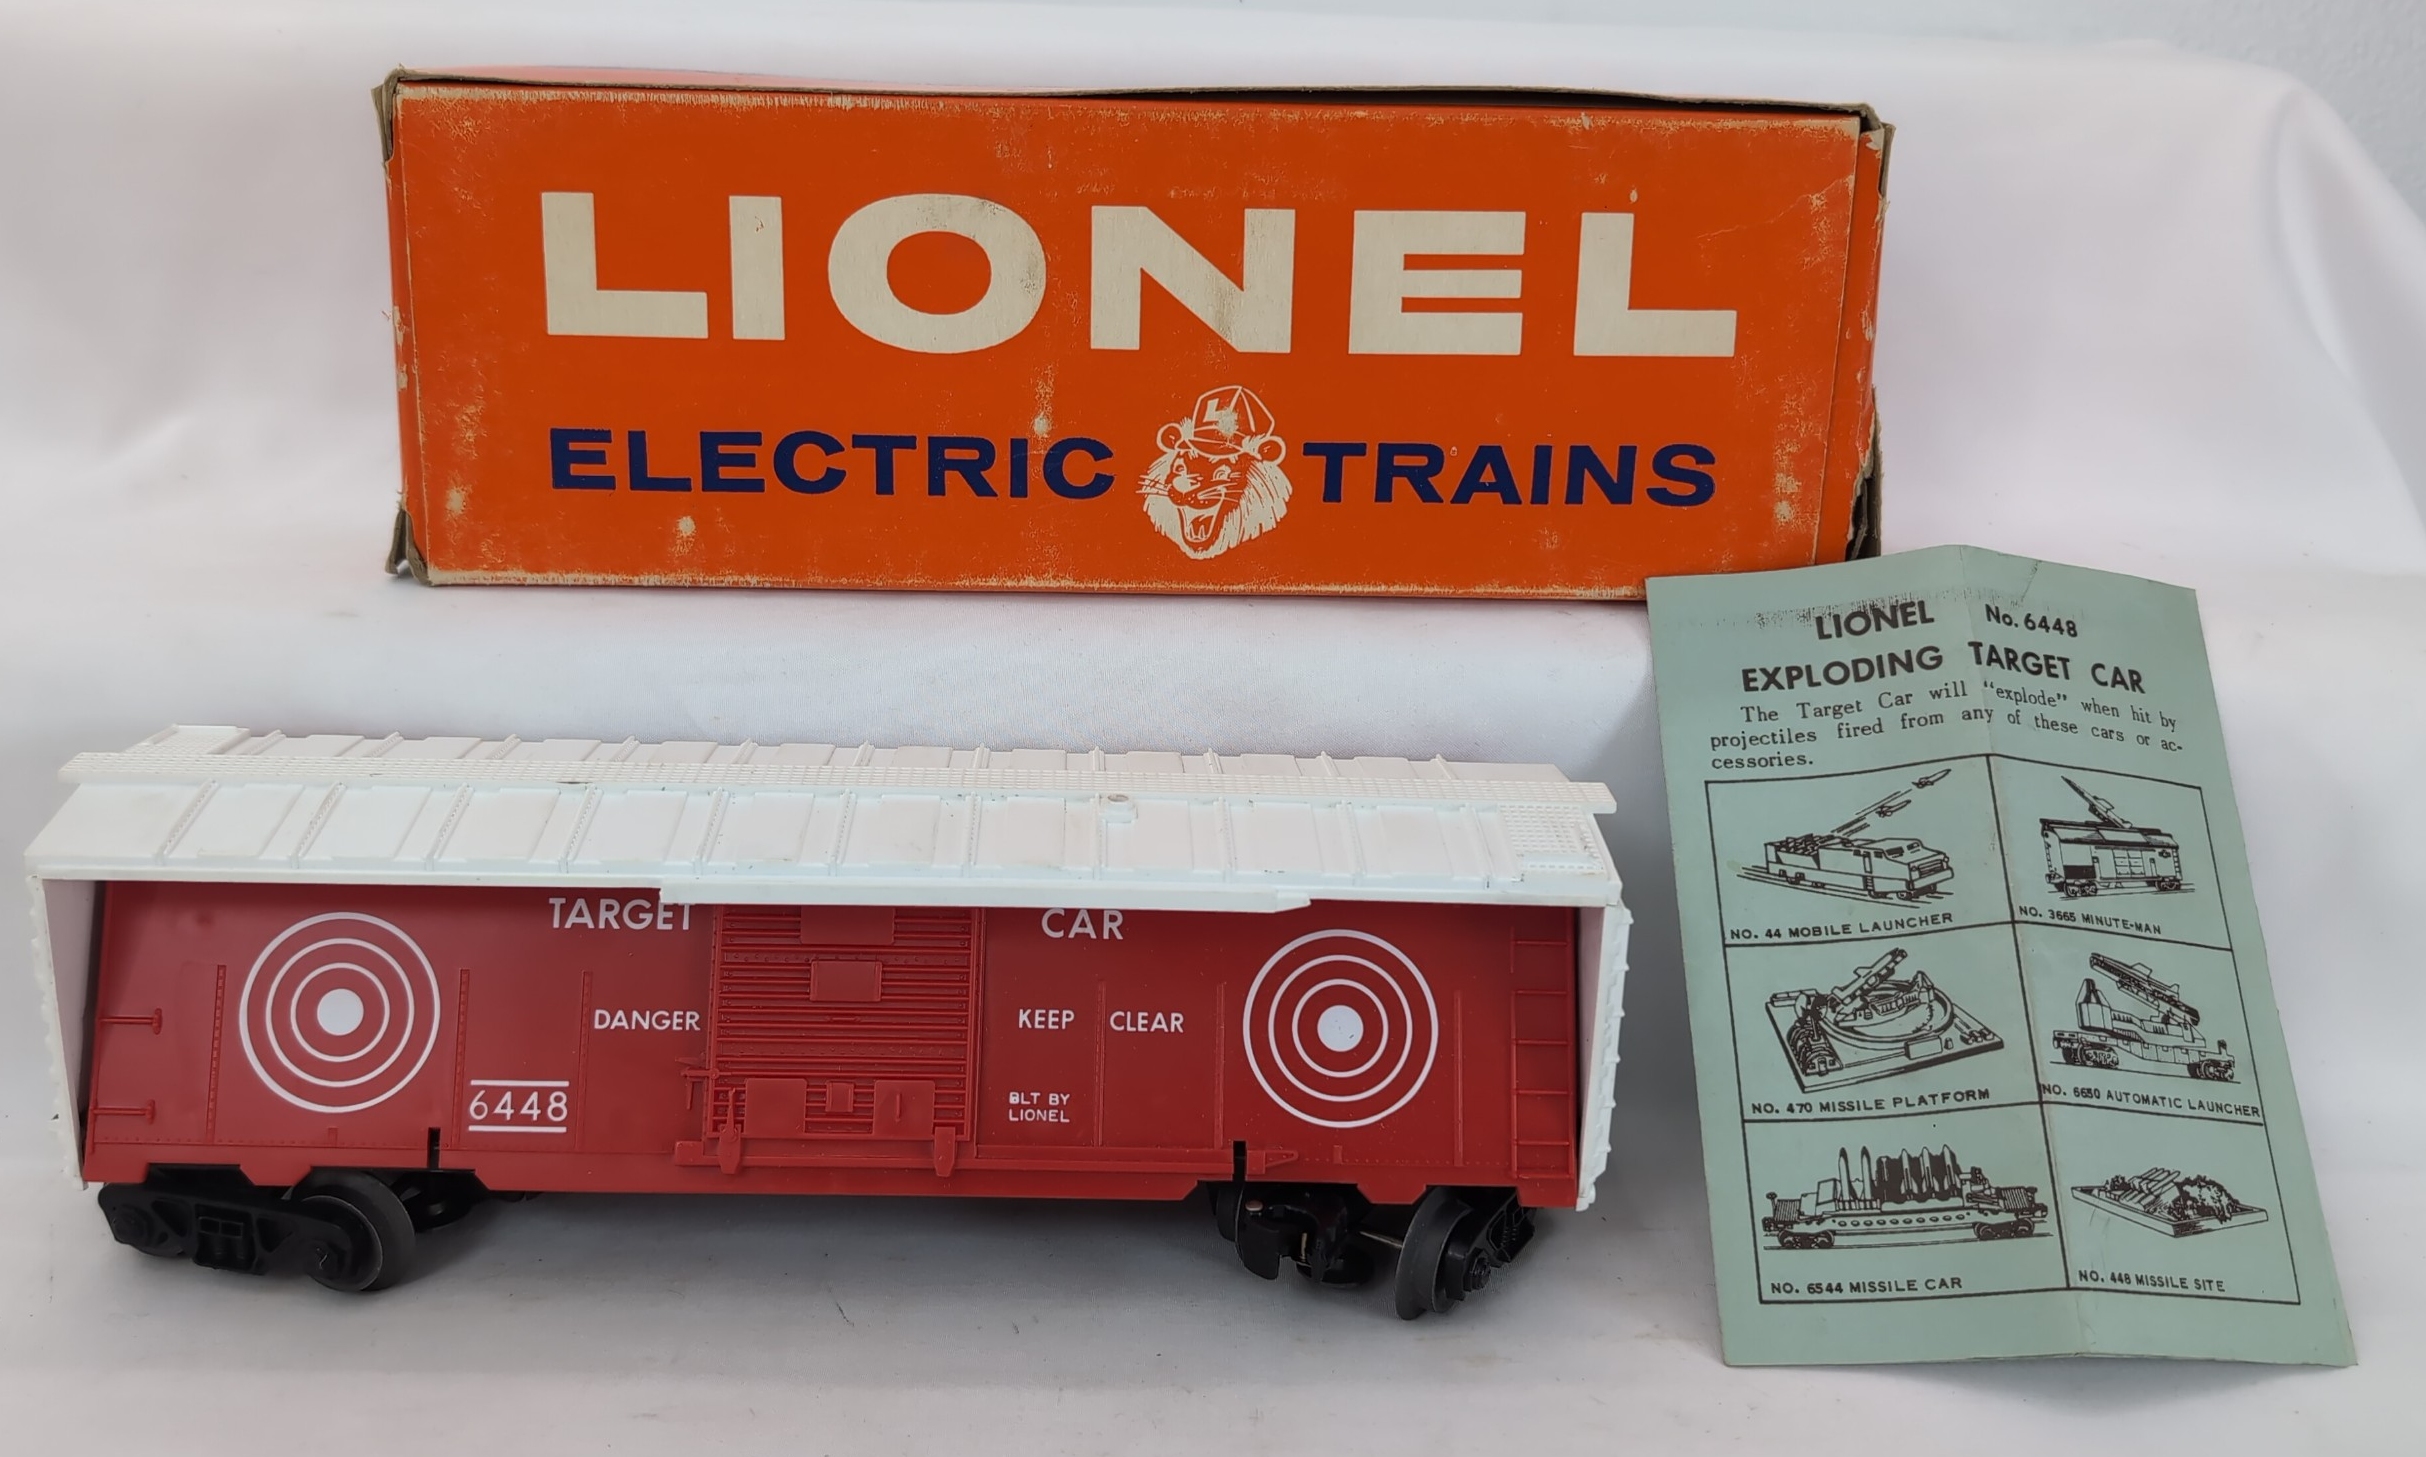 LIONEL
ELECTRIC TRAINS
L
LIONEL No. 6448
EXPLODING TARGET CAR
The Target Car will "explode" when hit by
projectiles fired from any of these cars or ac-
cessories.
NO. 44 MOBILE LAUNCHER
NO. 3665 MINUTE-MAN
NO. 470 MISSILE PLATFORM
NO. 6650 AUTOMATIC LAUNCHER
NO. 6544 MISSILE CAR
NO. 448 MISSILE SITE
TARGET CAR
DANGER KEEP CLEAR
6448
BLT BY
LIONEL